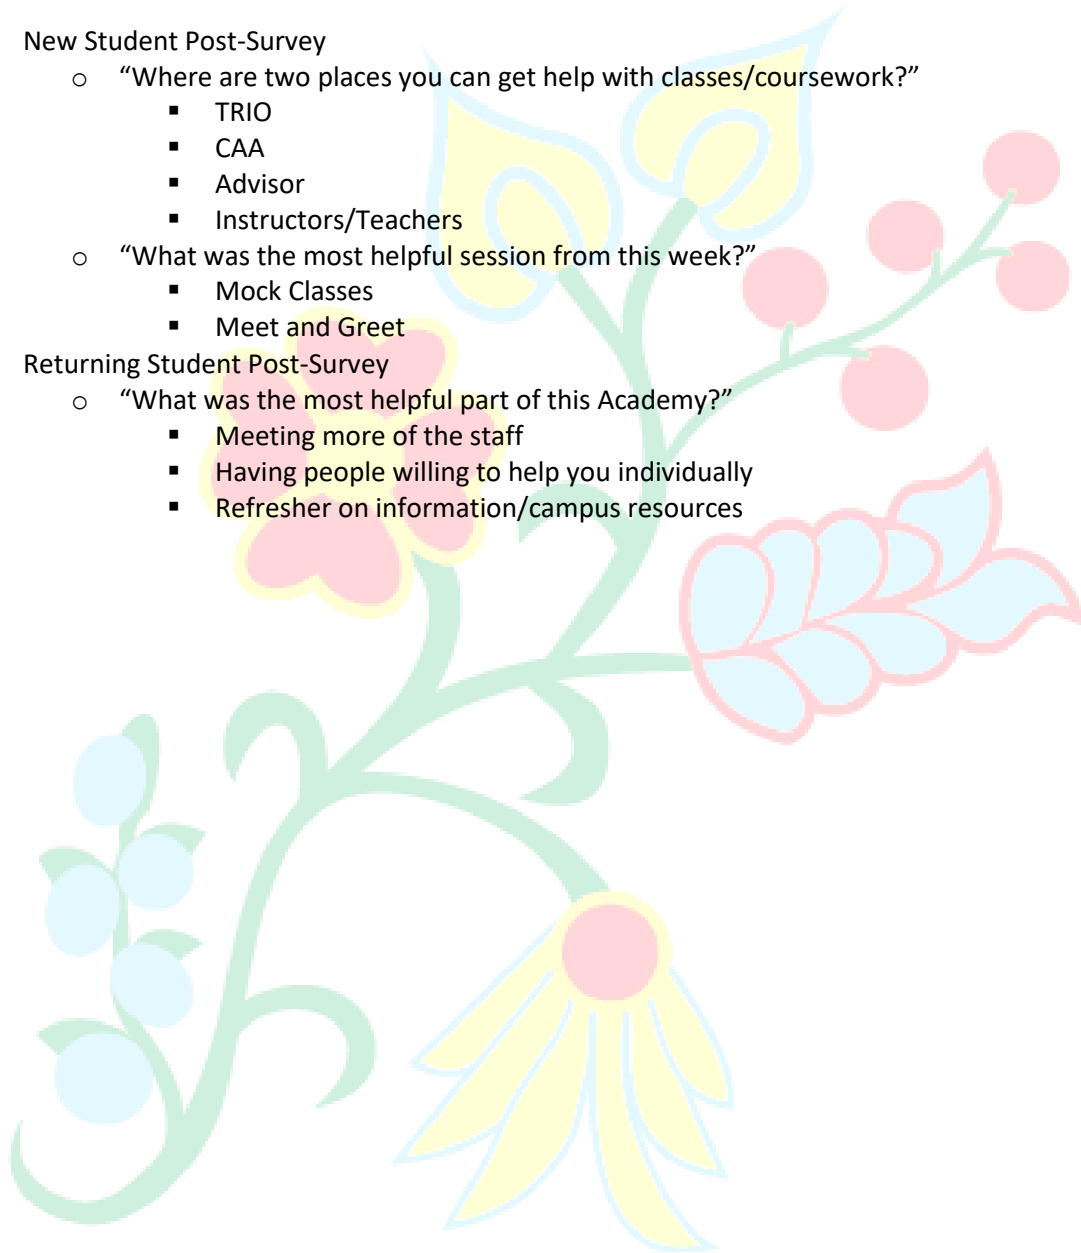 New Student Post-Survey
o “Where are two places you can get help with classes/coursework?”
▪ TRIO
▪ CAA
▪ Advisor
▪ Instructors/Teachers
o “What was the most helpful session from this week?”
▪ Mock Classes
▪ Meet and Greet
Returning Student Post-Survey
o “What was the most helpful part of this Academy?”
▪ Meeting more of the staff
▪ Having people willing to help you individually
▪ Refresher on information/campus resources